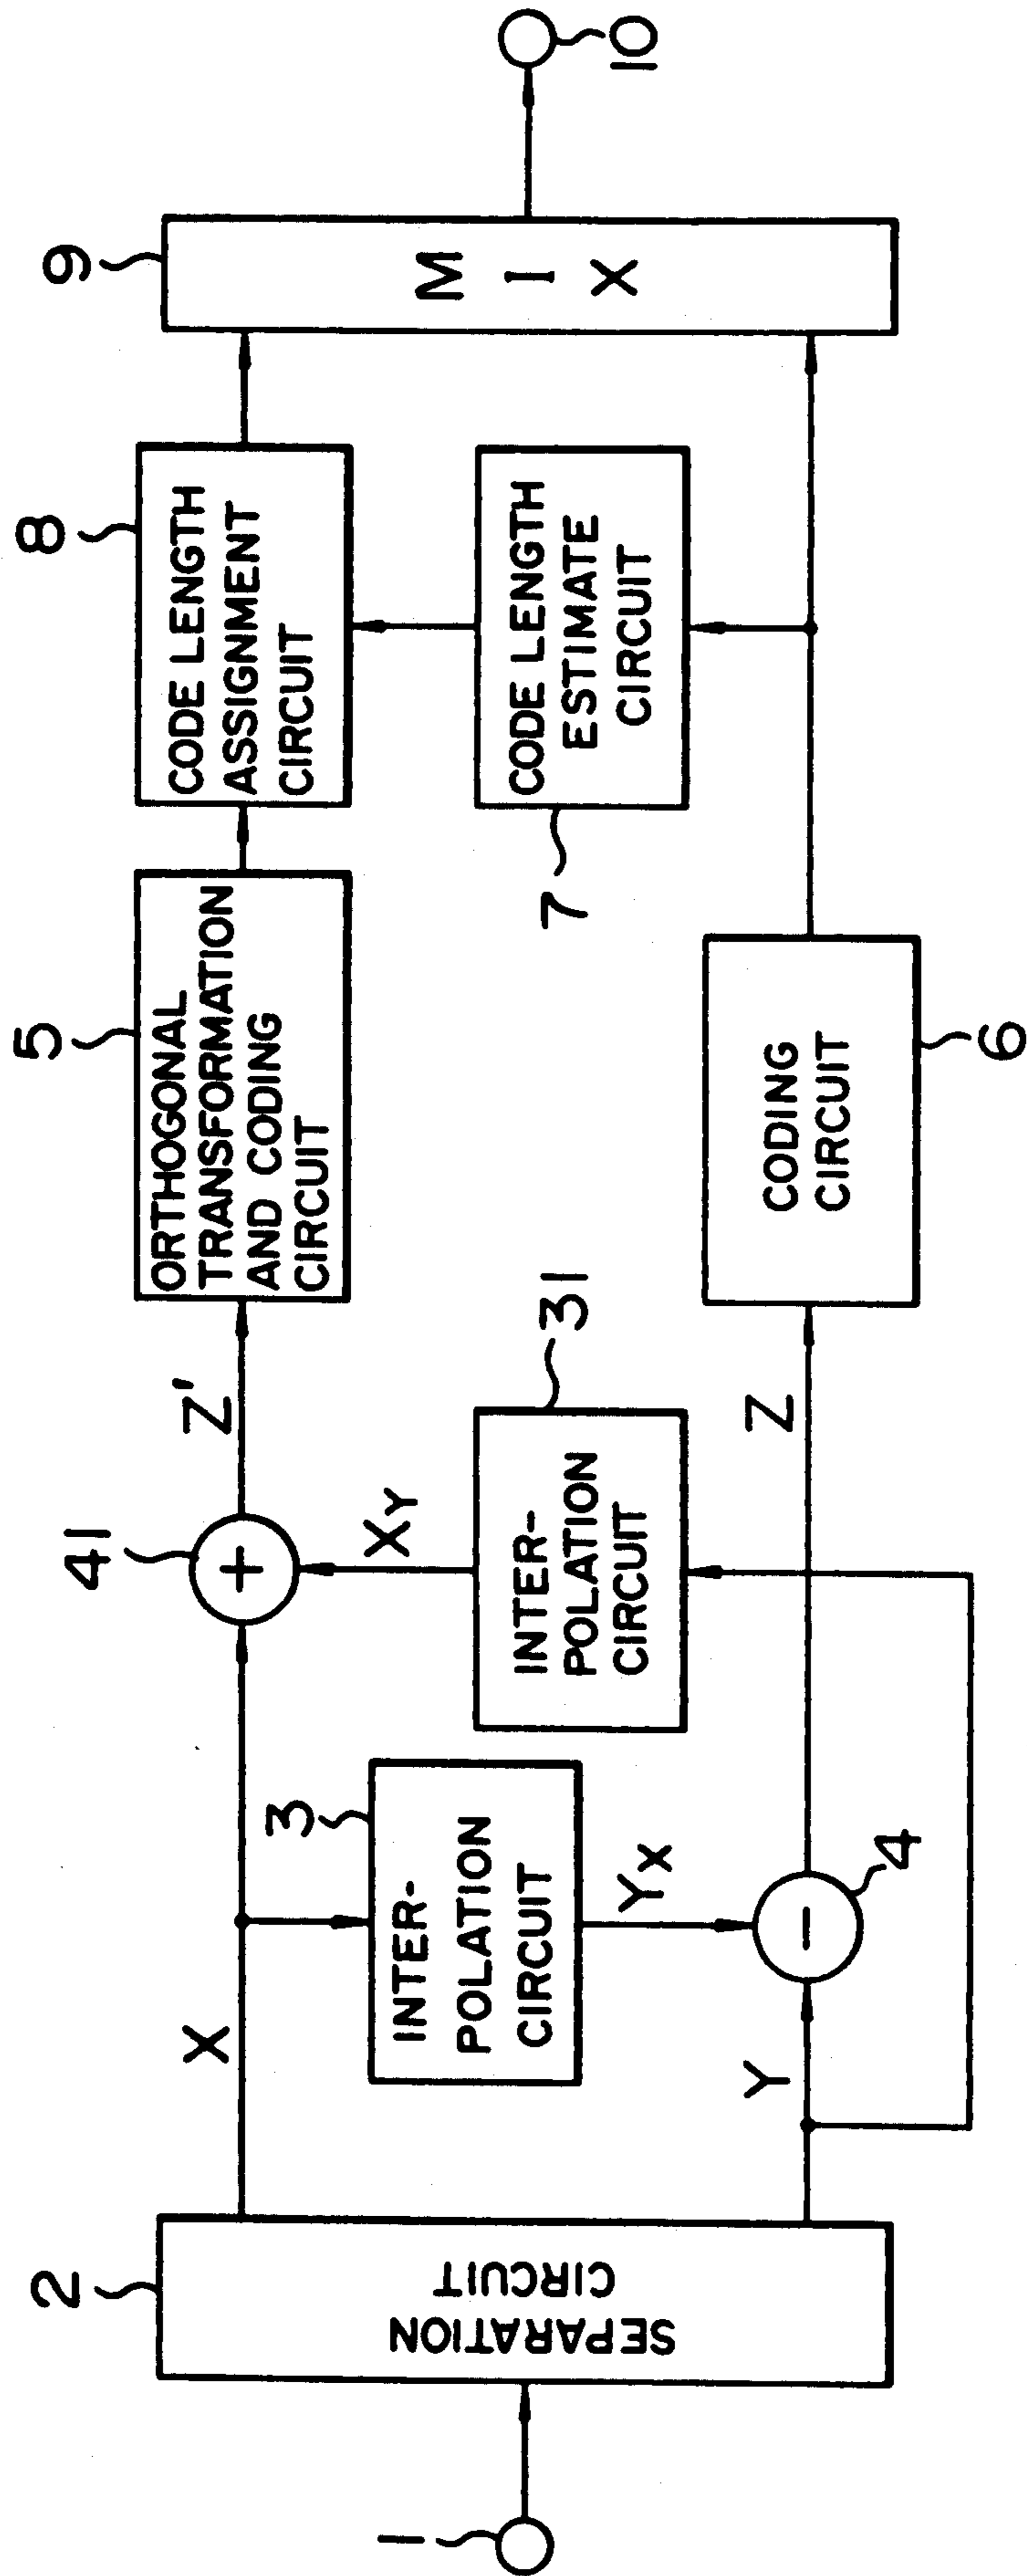 1
2
SEPARATION
CIRCUIT
X
Y
3
INTER-
POLATION
CIRCUIT
YX
4
−
41
+
XY
31
INTER-
POLATION
CIRCUIT
Z'
Z
5
ORTHOGONAL
TRANSFORMATION
AND CODING
CIRCUIT
CODING
CIRCUIT
6
8
CODE LENGTH
ASSIGNMENT
CIRCUIT
CODE LENGTH
ESTIMATE
CIRCUIT
7
9
MIX
10